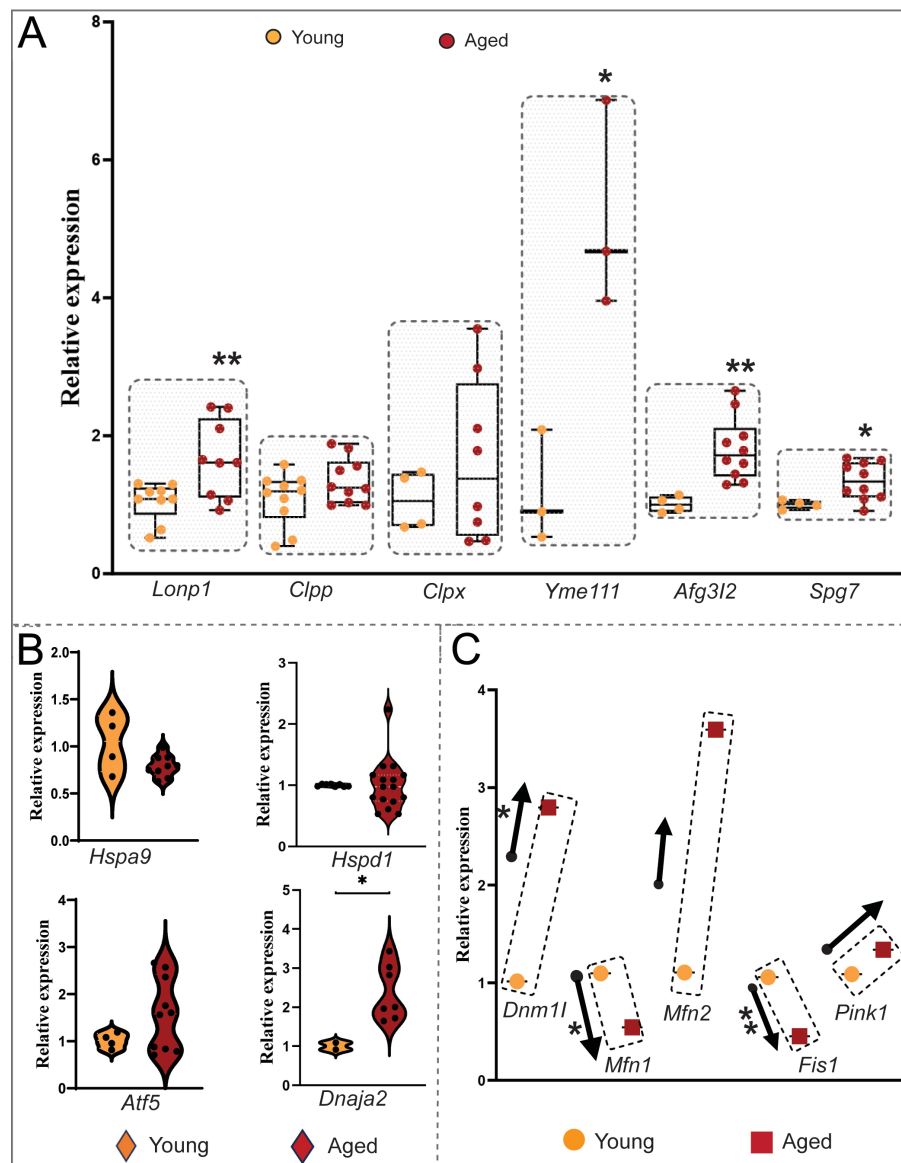 A
Young
Aged
Relative expression
8
6
4
2
0
*
**
**
*
Lonp1
Clpp
Clpx
Yme1l1
Afg3l2
Spg7
B
Relative expression
2.0
1.5
1.0
0.5
0.0
Hspa9
Relative expression
3
2
1
0
Hspd1
Relative expression
4
3
2
1
0
Atf5
Relative expression
5
4
3
2
1
0
*
Dnaja2
Young
Aged
C
Relative expression
4
3
2
1
0
*
*
**
Dnm1l
Mfn1
Mfn2
Fis1
Pink1
Young
Aged